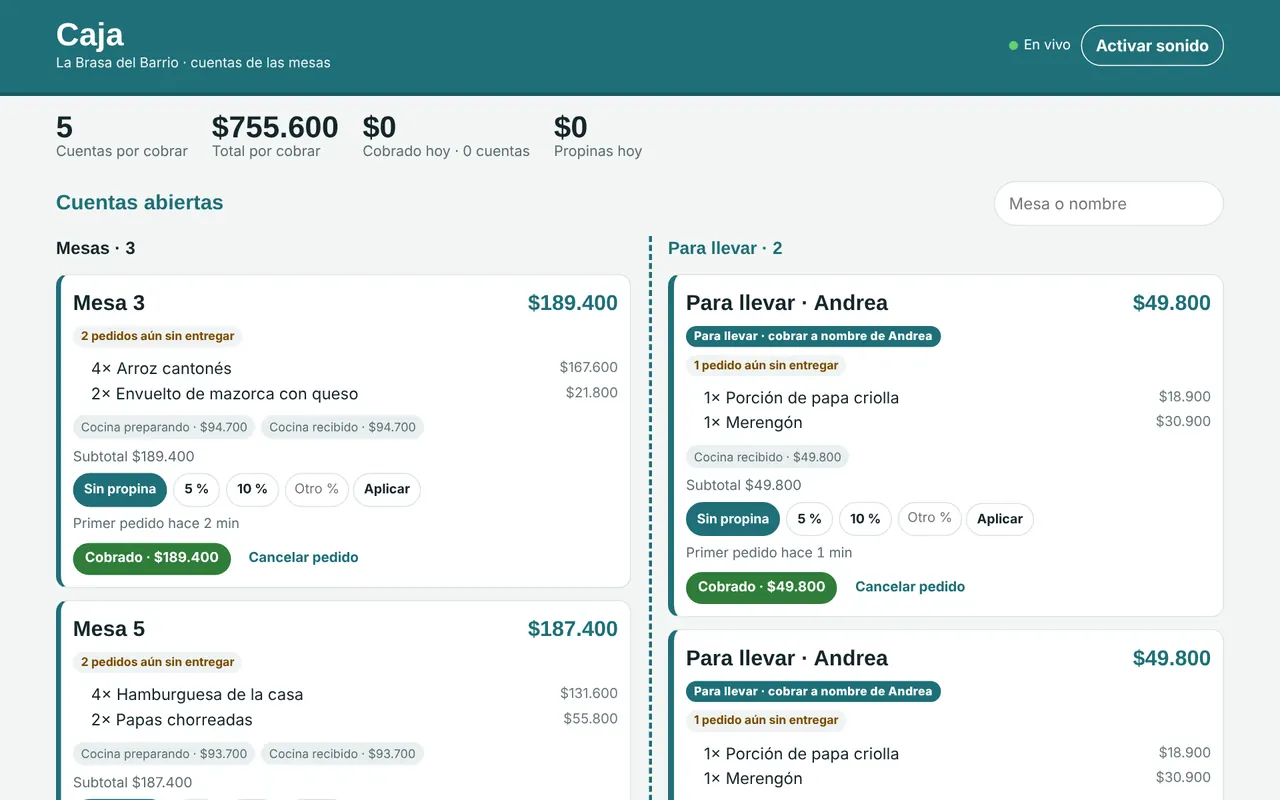 Caja
La Brasa del Barrio · cuentas de las mesas
En vivo
Activar sonido
5
Cuentas por cobrar
$755.600
Total por cobrar
$0
Cobrado hoy · 0 cuentas
$0
Propinas hoy
Cuentas abiertas
Mesa o nombre
Mesas · 3
Mesa 3 $189.400
2 pedidos aún sin entregar
4× Arroz cantonés $167.600
2× Envuelto de mazorca con queso $21.800
Cocina preparando · $94.700 Cocina recibido · $94.700
Subtotal $189.400
Sin propina 5 % 10 % Otro % Aplicar
Primer pedido hace 2 min
Cobrado · $189.400 Cancelar pedido
Mesa 5 $187.400
2 pedidos aún sin entregar
4× Hamburguesa de la casa $131.600
2× Papas chorreadas $55.800
Cocina preparando · $93.700 Cocina recibido · $93.700
Subtotal $187.400
Para llevar · 2
Para llevar · Andrea $49.800
Para llevar · cobrar a nombre de Andrea
1 pedido aún sin entregar
1× Porción de papa criolla $18.900
1× Merengón $30.900
Cocina recibido · $49.800
Subtotal $49.800
Sin propina 5 % 10 % Otro % Aplicar
Primer pedido hace 1 min
Cobrado · $49.800 Cancelar pedido
Para llevar · Andrea $49.800
Para llevar · cobrar a nombre de Andrea
1 pedido aún sin entregar
1× Porción de papa criolla $18.900
1× Merengón $30.900